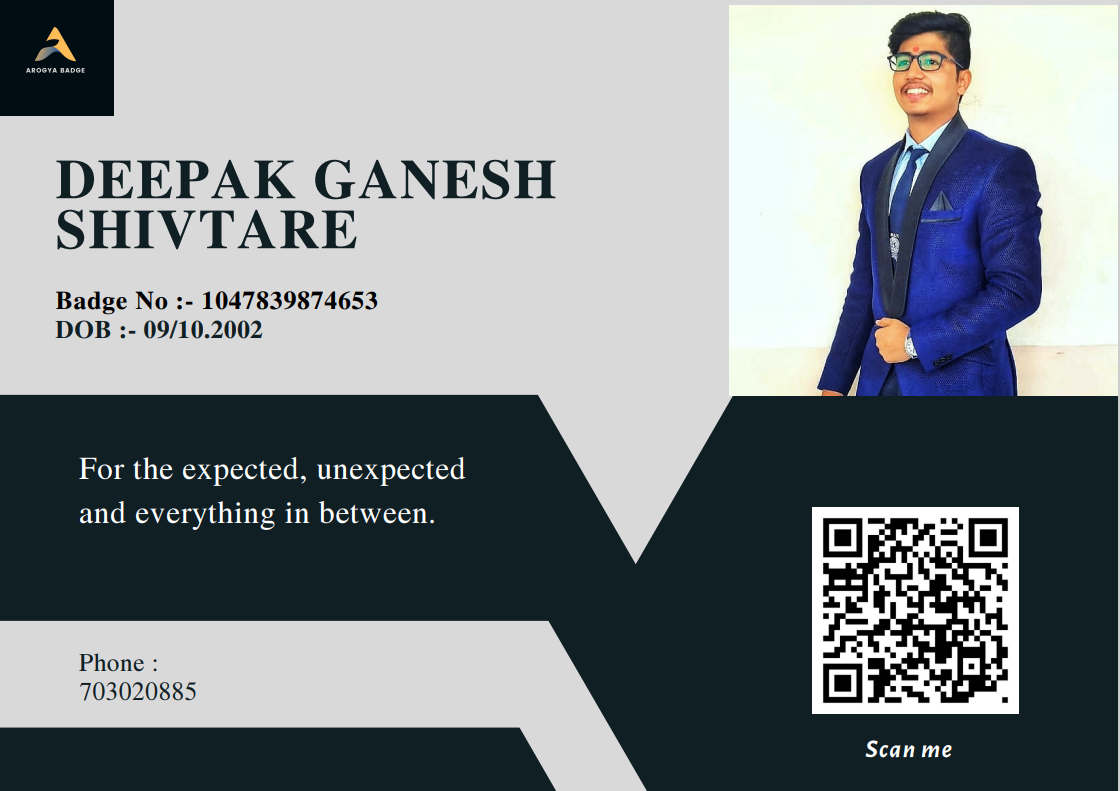 AROGYA BADGE
DEEPAK GANESH
SHIVTARE
Badge No :- 1047839874653
DOB :- 09/10.2002
For the expected, unexpected
and everything in between.
Phone :
703020885
Scan me